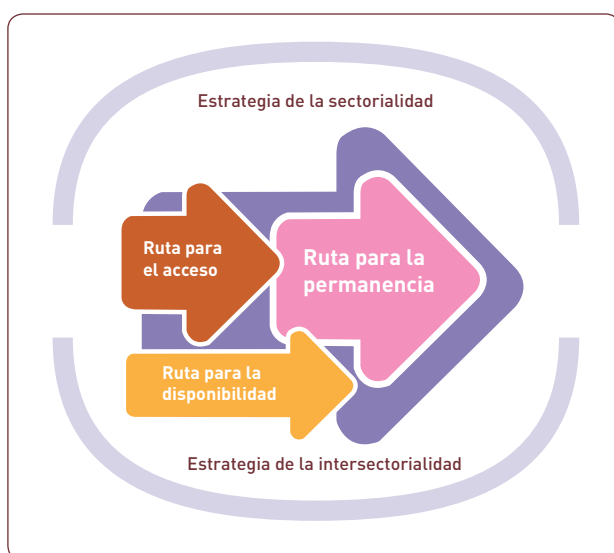 Estrategia de la sectorialidad
Ruta para
el acceso
Ruta para la
permanencia
Ruta para la
disponibilidad
Estrategia de la intersectorialidad